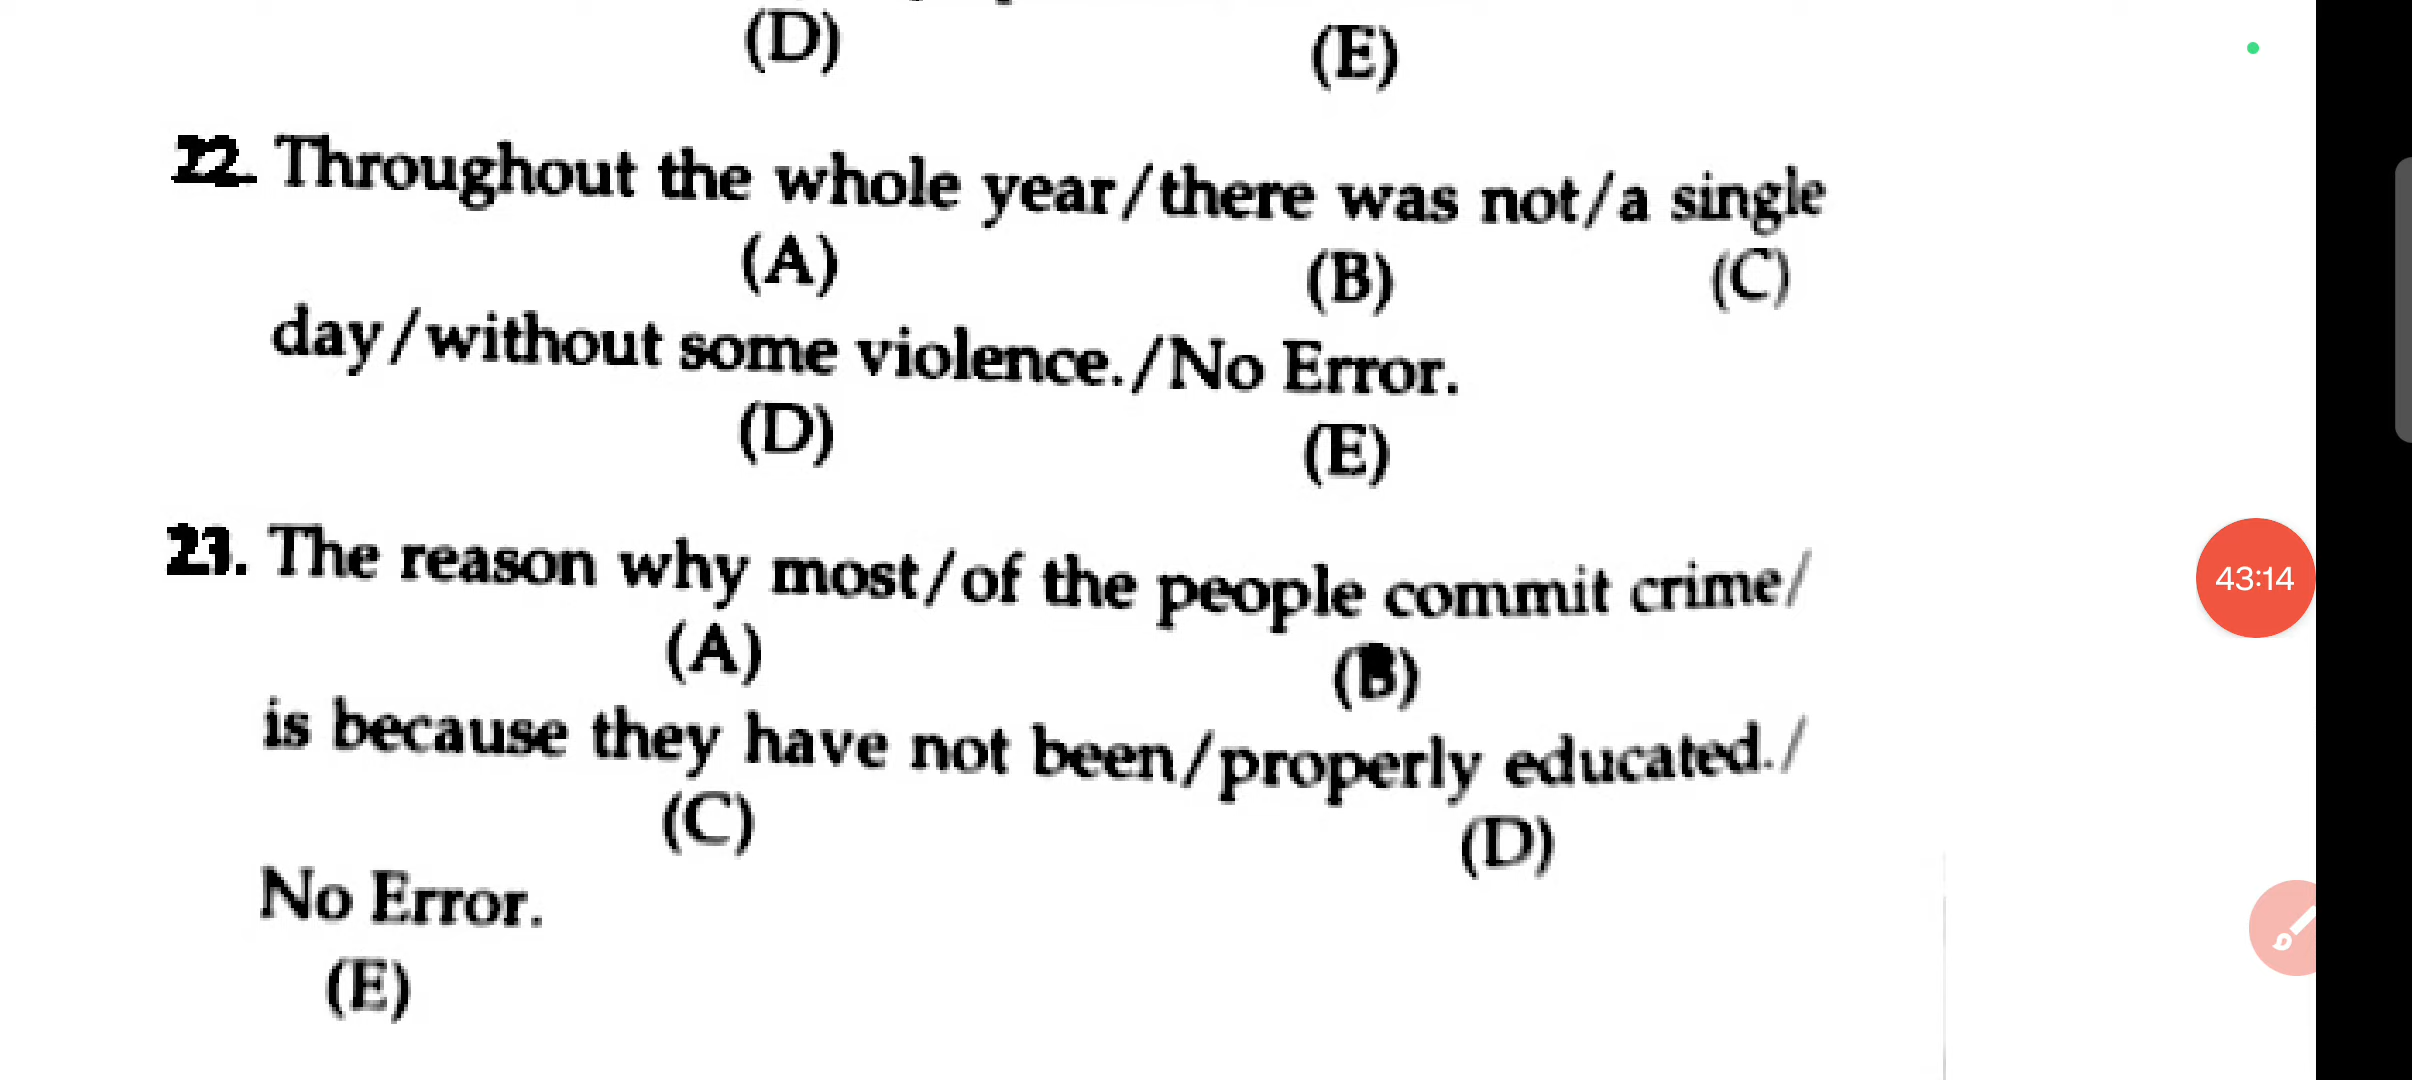 (D) (E)
22. Throughout the whole year/there was not/a single
(A) (B) (C)
day/without some violence./No Error.
(D) (E)
23. The reason why most/of the people commit crime/
(A) (B)
is because they have not been/properly educated./
(C) (D)
No Error.
(E)
43:14